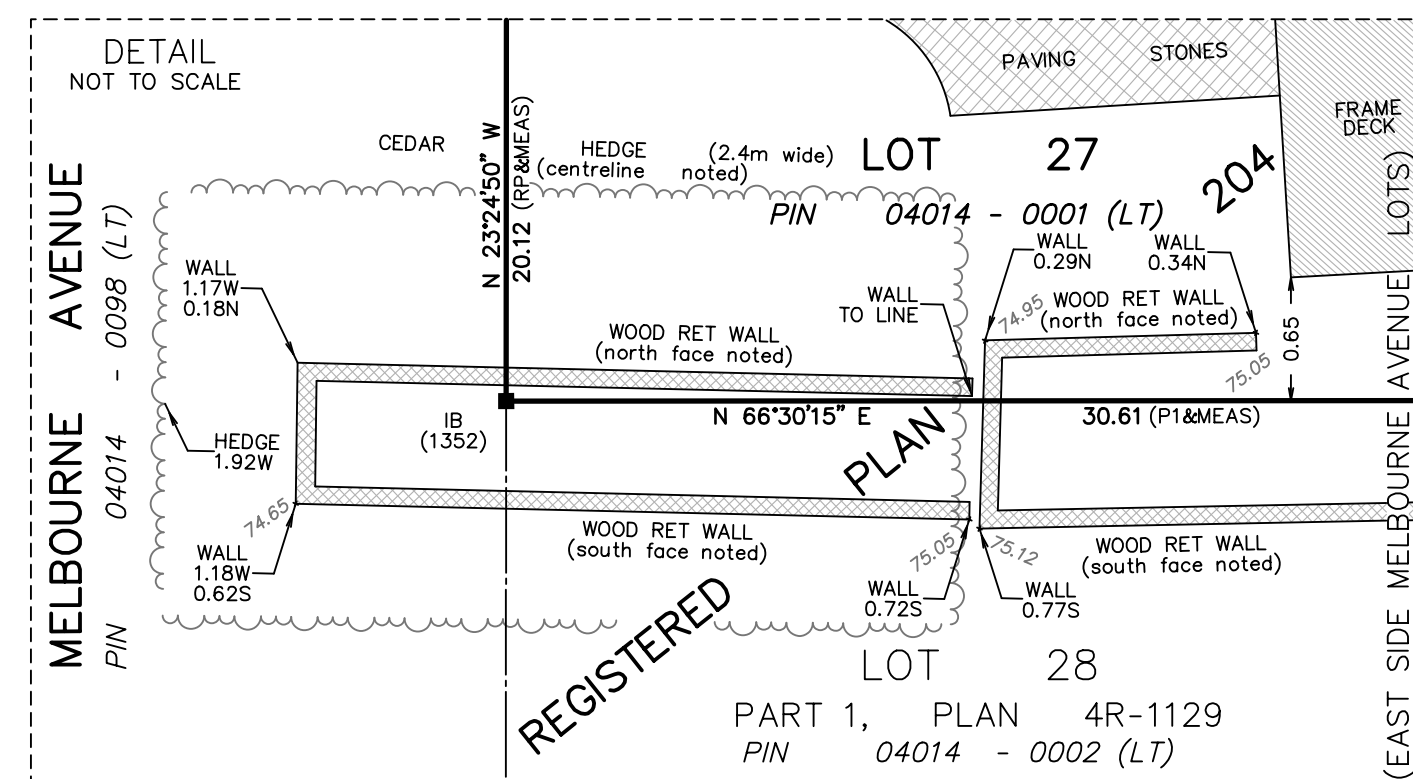 DETAIL
NOT TO SCALE
PAVING STONES
FRAME
DECK
CEDAR HEDGE (2.4m wide)
(centreline noted)
LOT 27
PIN 04014 - 0001 (LT)
204
N 23°24'50" W
20.12 (RP&MEAS)
MELBOURNE AVENUE
PIN 04014 - 0098 (LT)
WALL
1.17W
0.18N
WALL
TO LINE
WALL
0.29N
WALL
0.34N
WOOD RET WALL
(north face noted)
74.95
WOOD RET WALL
(north face noted)
75.05
0.65
IB
(1352)
N 66°30'15" E
30.61 (P1&MEAS)
PLAN
HEDGE
1.92W
74.65
WALL
1.18W
0.62S
WOOD RET WALL
(south face noted)
75.05
WALL
0.72S
75.12
WALL
0.77S
WOOD RET WALL
(south face noted)
REGISTERED
LOT 28
PART 1, PLAN 4R-1129
PIN 04014 - 0002 (LT)
(EAST SIDE MELBOURNE AVENUE LOTS)